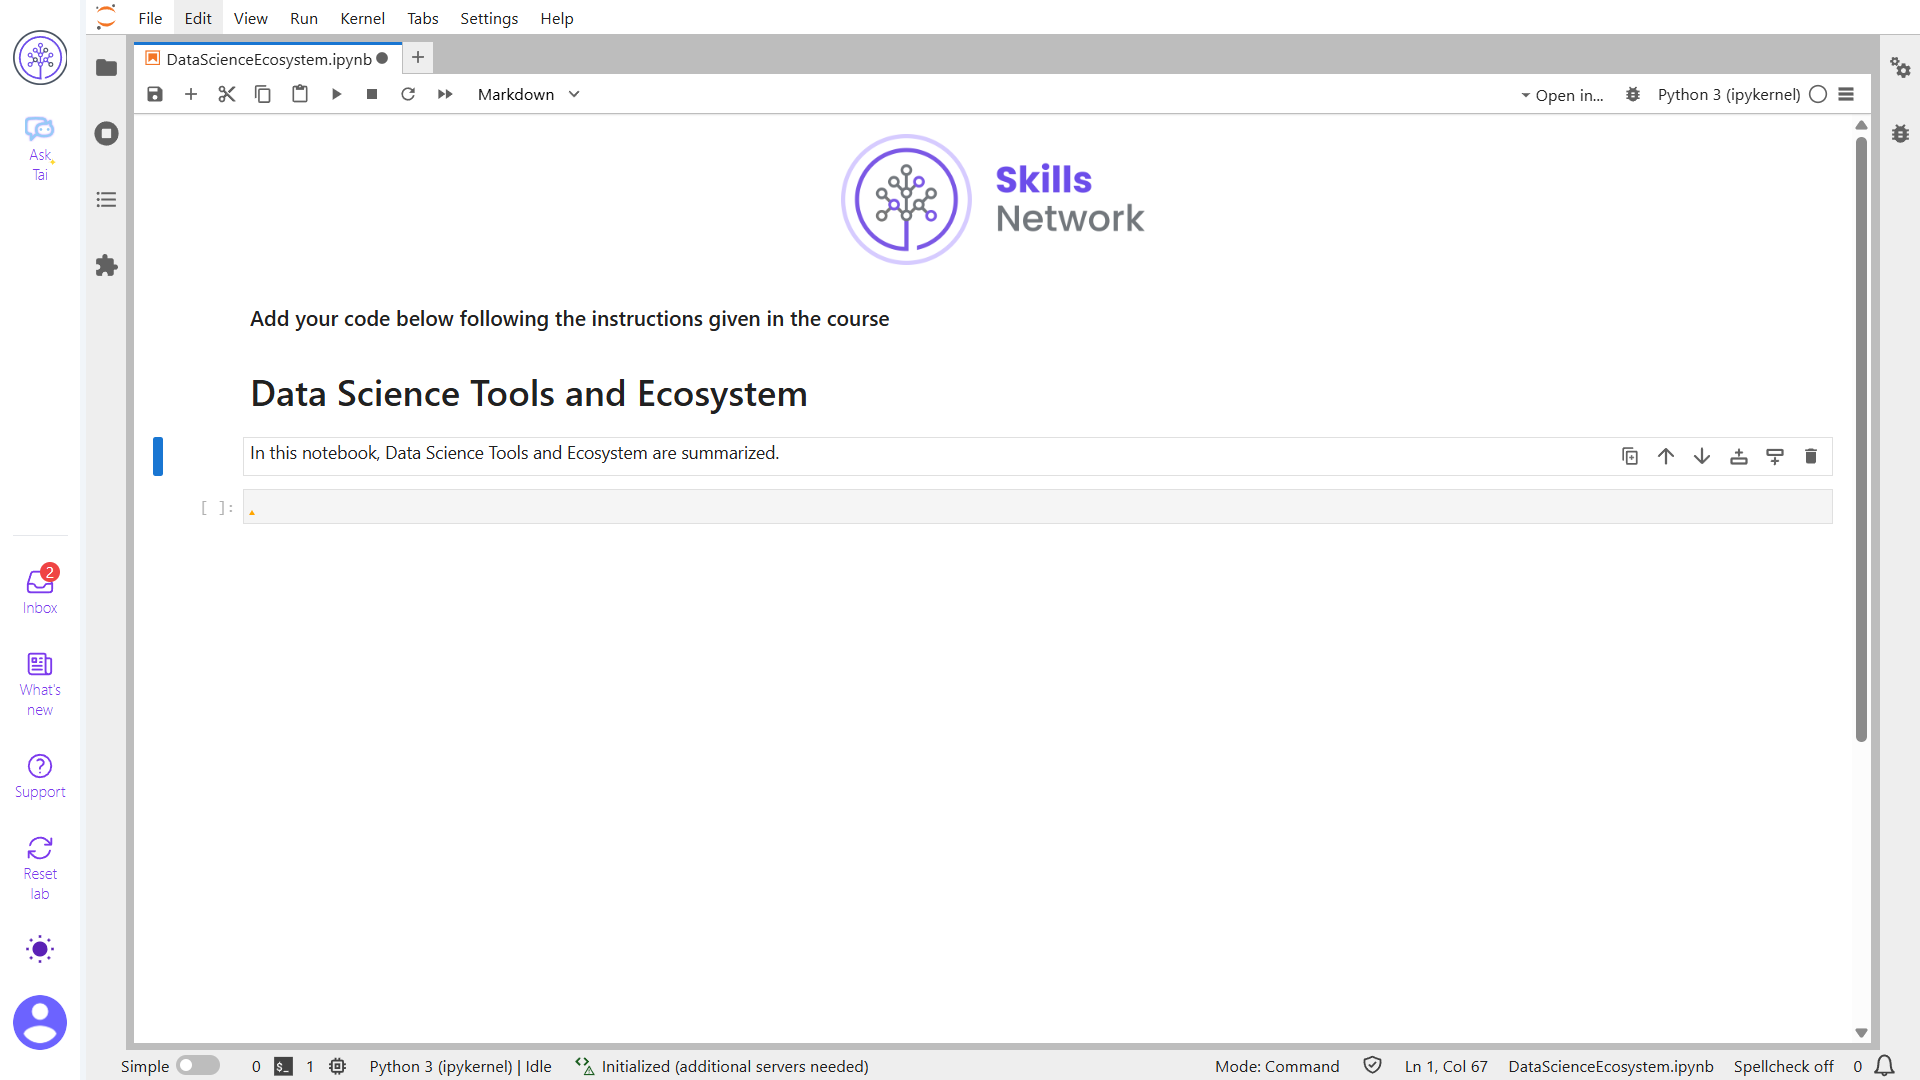 File Edit View Run Kernel Tabs Settings Help
DataScienceEcosystem.ipynb
Markdown
Open in...
Python 3 (ipykernel)
Ask
Tai
Skills
Network
Add your code below following the instructions given in the course
Data Science Tools and Ecosystem
In this notebook, Data Science Tools and Ecosystem are summarized.
[ ]:
2
Inbox
What's
new
Support
Reset
lab
Simple 0 $_ 1 Python 3 (ipykernel) | Idle Initialized (additional servers needed) Mode: Command Ln 1, Col 67 DataScienceEcosystem.ipynb Spellcheck off 0